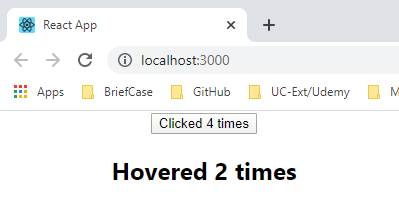 React App
localhost:3000
Apps BriefCase GitHub UC-Ext/Udemy M
Clicked 4 times
Hovered 2 times